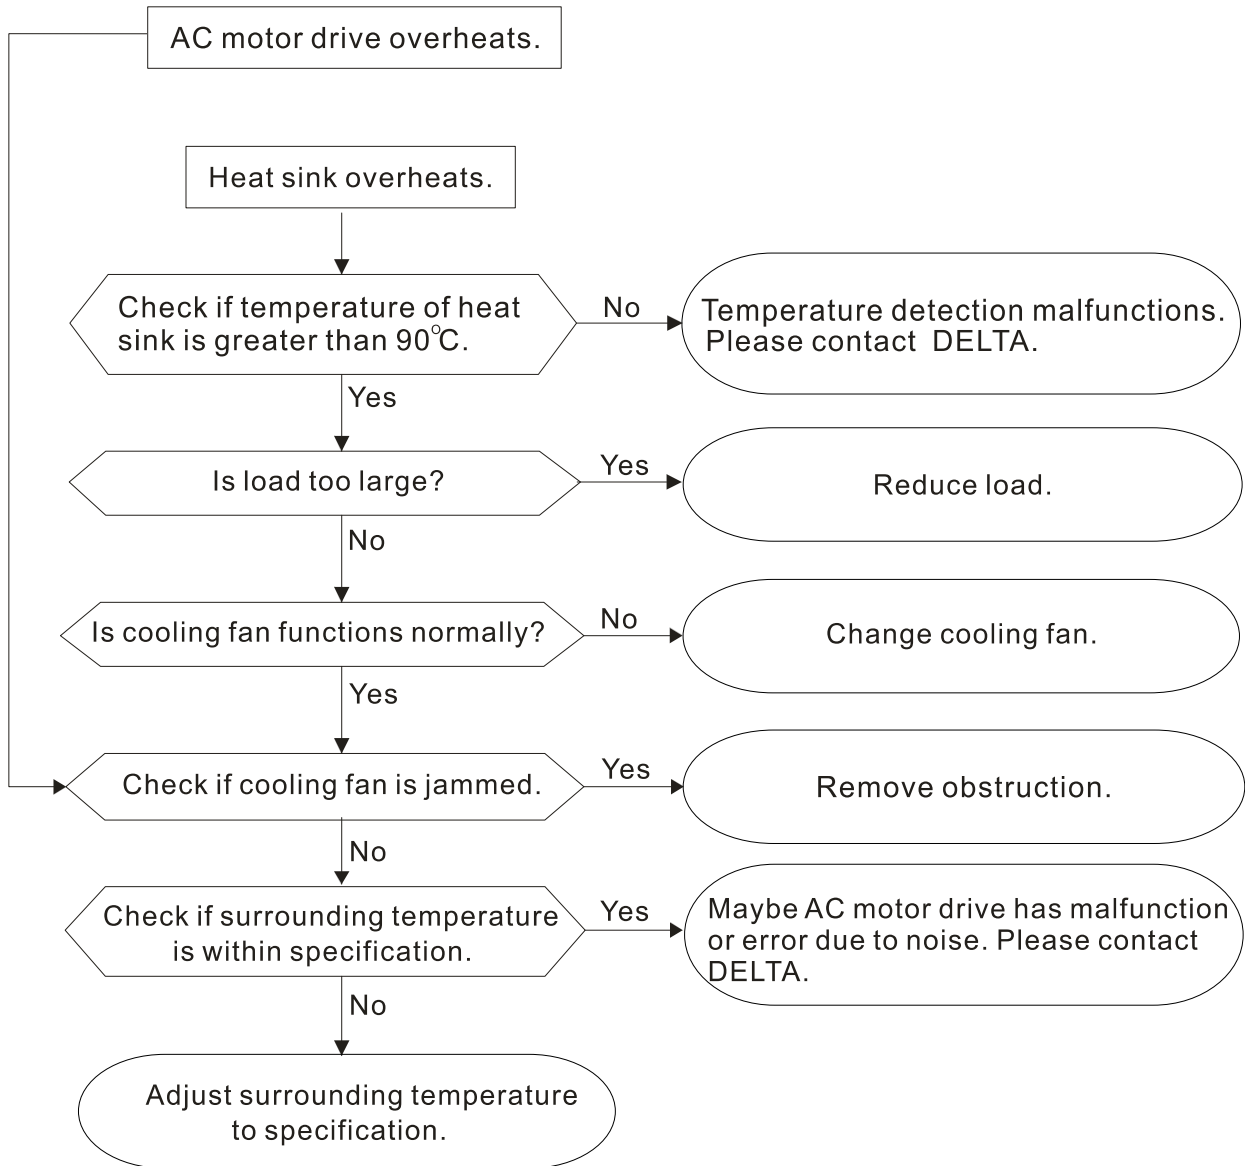 AC motor drive overheats.
Heat sink overheats.
Check if temperature of heat
sink is greater than 90°C.
No
Temperature detection malfunctions.
Please contact DELTA.
Yes
Is load too large?
Yes
Reduce load.
No
Is cooling fan functions normally?
No
Change cooling fan.
Yes
Check if cooling fan is jammed.
Yes
Remove obstruction.
No
Check if surrounding temperature
is within specification.
Yes
Maybe AC motor drive has malfunction
or error due to noise. Please contact
DELTA.
No
Adjust surrounding temperature
to specification.